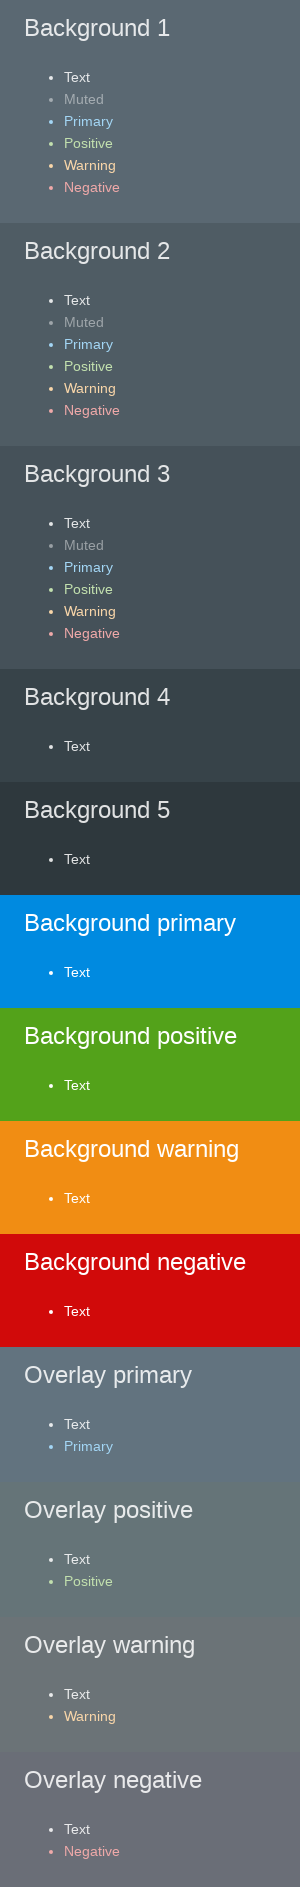 Background 1
Text
Muted
Primary
Positive
Warning
Negative
Background 2
Text
Muted
Primary
Positive
Warning
Negative
Background 3
Text
Muted
Primary
Positive
Warning
Negative
Background 4
Text
Background 5
Text
Background primary
Text
Background positive
Text
Background warning
Text
Background negative
Text
Overlay primary
Text
Primary
Overlay positive
Text
Positive
Overlay warning
Text
Warning
Overlay negative
Text
Negative